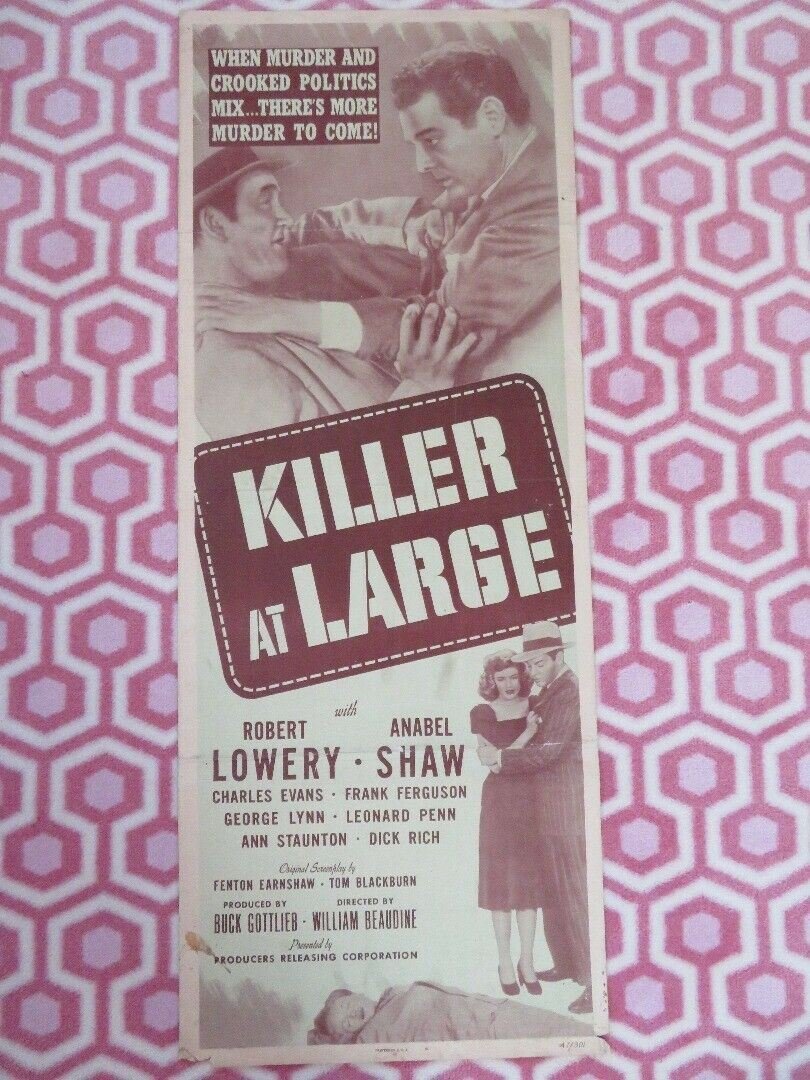 WHEN MURDER AND
CROOKED POLITICS
MIX...THERE'S MORE
MURDER TO COME!
KILLER
AT LARGE
with
ROBERT ANABEL
LOWERY · SHAW
CHARLES EVANS · FRANK FERGUSON
GEORGE LYNN · LEONARD PENN
ANN STAUNTON · DICK RICH
Original Screenplay by
FENTON EARNSHAW · TOM BLACKBURN
PRODUCED BY DIRECTED BY
BUCK GOTTLIEB · WILLIAM BEAUDINE
Presented by
PRODUCERS RELEASING CORPORATION